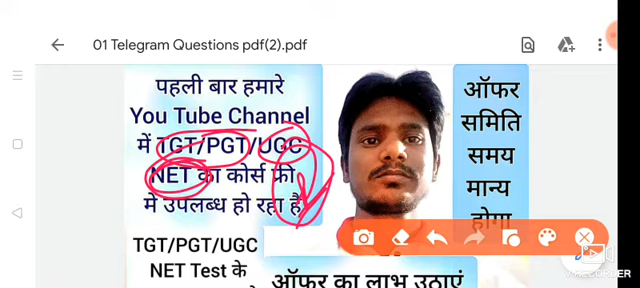 01 Telegram Questions pdf(2).pdf
पहली बार हमारे
You Tube Channel
में TGT/PGT/UGC
NET का कोर्स फ्री
में उपलब्ध हो रहा है
TGT/PGT/UGC
NET Test के
ऑफर
समिति
समय
मान्य
होगा
ऑफर का लाभ उठाएं
RECORDER